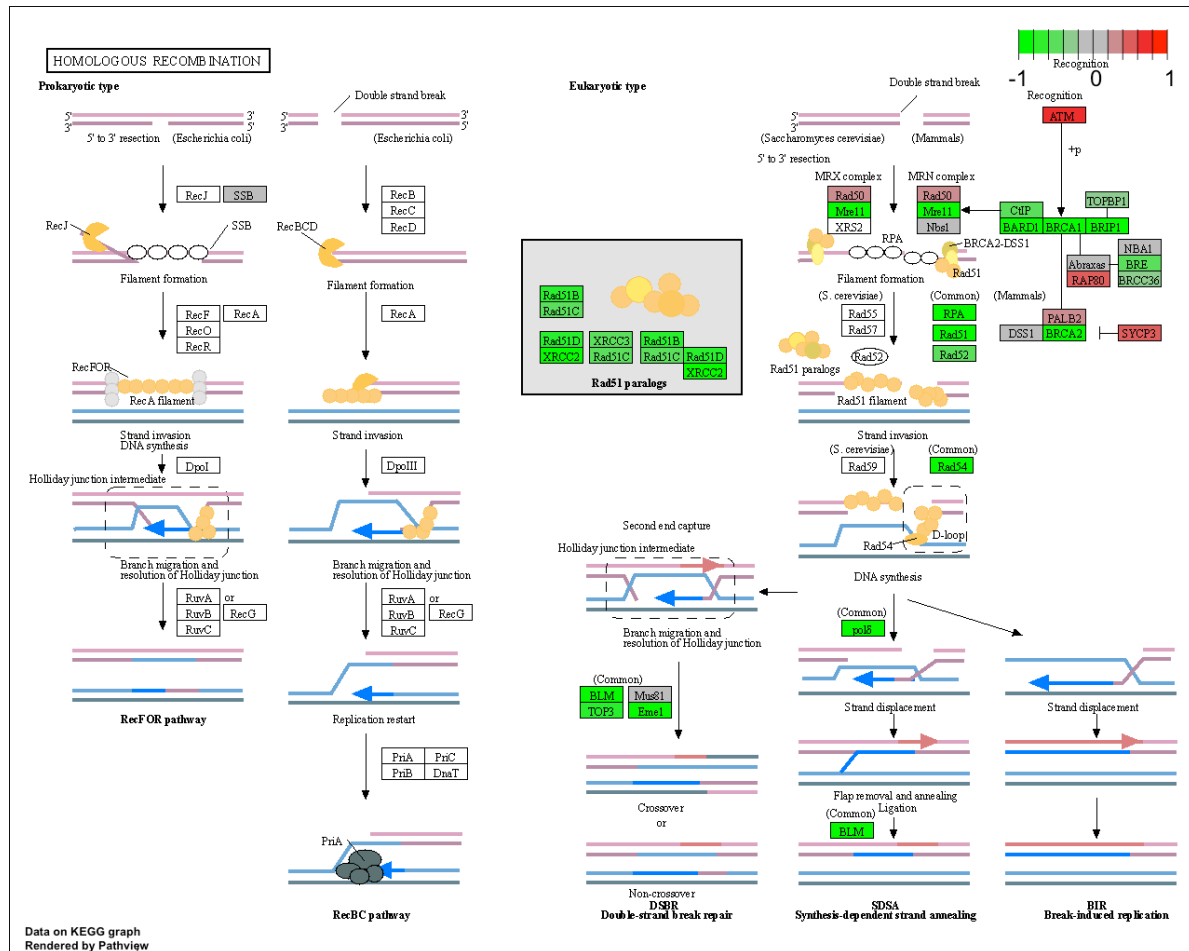 HOMOLOGOUS RECOMBINATION
Prokaryotic type
Double strand break
5'
3'
3'
5'
5' to 3' resection
(Escherichia coli)
5'
3'
3'
5'
(Escherichia coli)
RecJ
SSB
RecB
RecC
RecD
RecJ
SSB
RecBCD
Filament formation
Filament formation
RecF
RecA
RecO
RecR
RecA
RecFOR
RecA filament
Strand invasion
DNA synthesis
Strand invasion
DpoI
DpoIII
Holliday junction intermediate
Branch migration and
resolution of Holliday junction
Branch migration and
resolution of Holliday junction
RuvA
or
RuvB
RecG
RuvC
RuvA
or
RuvB
RecG
RuvC
RecFOR pathway
Replication restart
PriA
PriC
PriB
DnaT
PriA
RecBC pathway
Eukaryotic type
Double strand break
5'
3'
3'
5'
(Saccharomyces cerevisiae)
(Mammals)
5' to 3' resection
Recognition
-1
0
1
Recognition
ATM
+p
MRX complex
Rad50
Mre11
XRS2
MRN complex
Rad50
Mre11
Nbs1
CtIP
TOPBP1
BARD1
BRCA1
BRIP1
RPA
BRCA2-DSS1
Rad51
NBA1
Abraxas
BRE
RAP80
BRCC36
Filament formation
(S. cerevisiae)
Rad55
Rad57
Rad52
(Common)
RPA
Rad51
Rad52
(Mammals)
PALB2
DSS1
BRCA2
SYCP3
Rad51B
Rad51C
Rad51D
XRCC2
XRCC3
Rad51C
Rad51B
Rad51C
Rad51D
XRCC2
Rad51 paralogs
Rad51 paralogs
Rad51 filament
Strand invasion
(S. cerevisiae)
Rad59
(Common)
Rad54
Rad54
D-loop
DNA synthesis
Second end capture
Holliday junction intermediate
Branch migration and
resolution of Holliday junction
(Common)
BLM
Mus81
TOP3
Eme1
Crossover
or
Non-crossover
DSBR
Double-strand break repair
(Common)
polδ
Strand displacement
Flap removal and annealing
Ligation
(Common)
BLM
SDSA
Synthesis-dependent strand annealing
Strand displacement
BIR
Break-induced replication
Data on KEGG graph
Rendered by Pathview